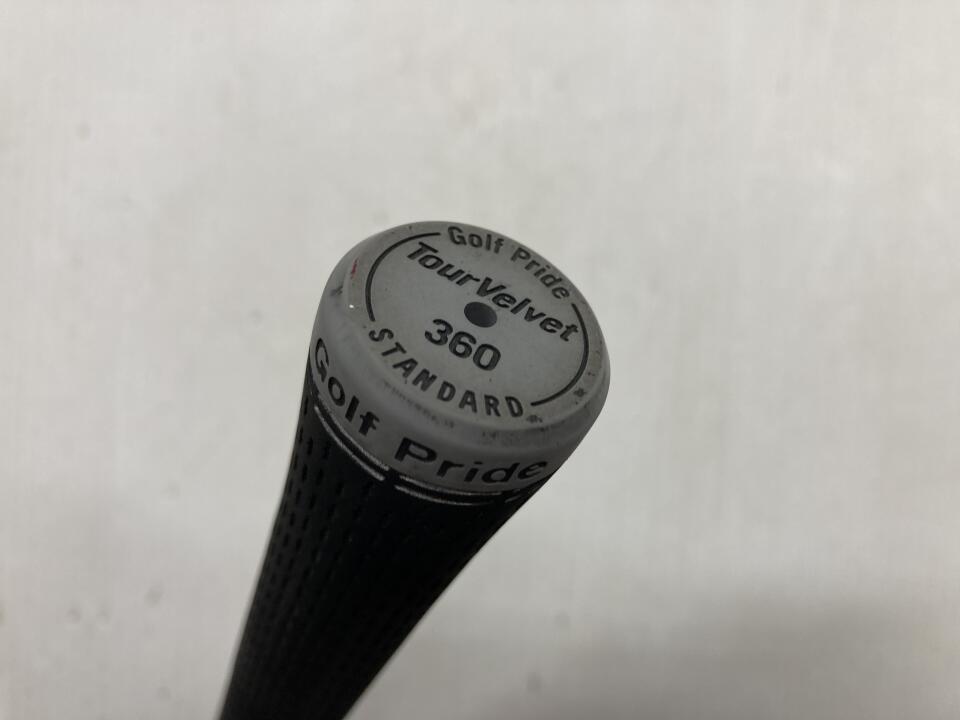 Golf Pride
TourVelvet
360
STANDARD
Golf Pride